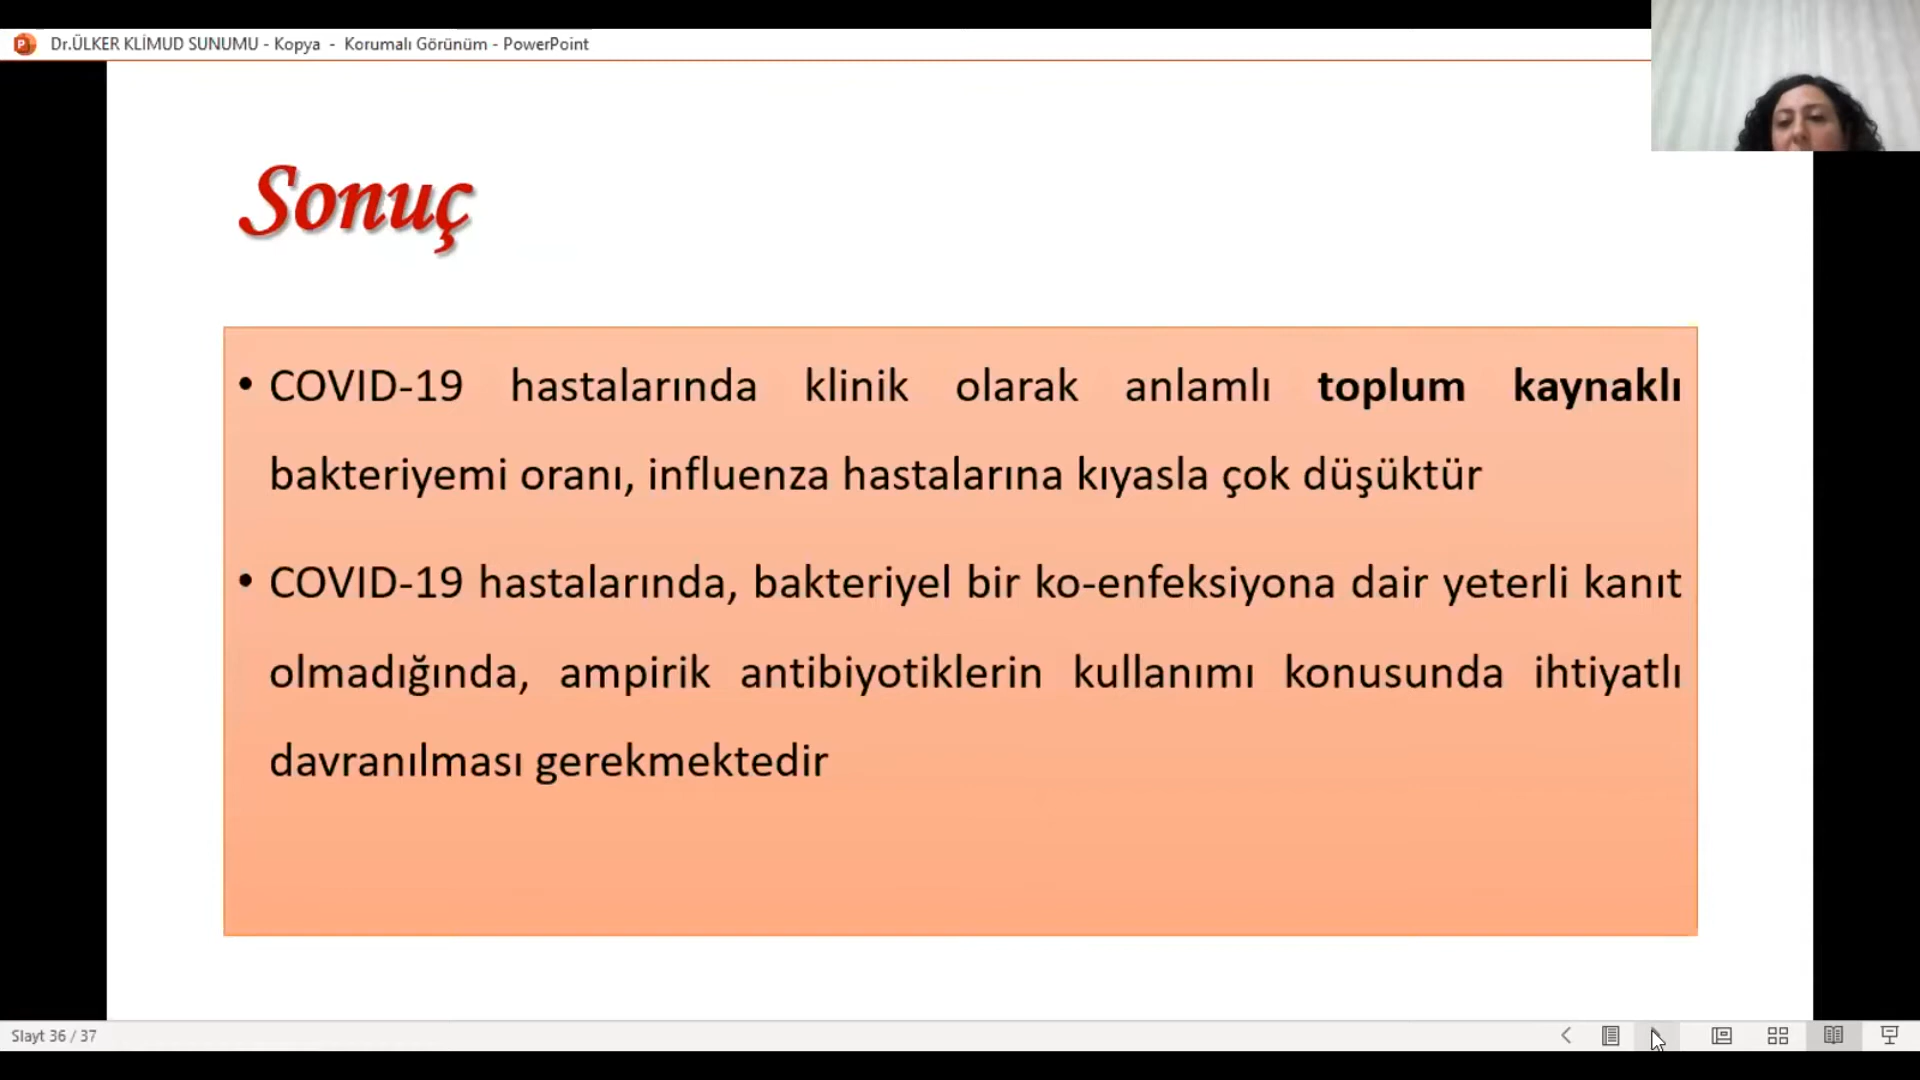 Dr.ÜLKER KLİMUD SUNUMU - Kopya - Korumalı Görünüm - PowerPoint
Sonuç
• COVID-19 hastalarında klinik olarak anlamlı toplum kaynaklı
bakteriyemi oranı, influenza hastalarına kıyasla çok düşüktür
• COVID-19 hastalarında, bakteriyel bir ko-enfeksiyona dair yeterli kanıt
olmadığında, ampirik antibiyotiklerin kullanımı konusunda ihtiyatlı
davranılması gerekmektedir
Slayt 36 / 37